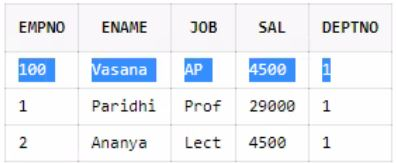 EMPNO ENAME JOB SAL DEPTNO
100 Vasana AP 4500 1
1 Paridhi Prof 29000 1
2 Ananya Lect 4500 1